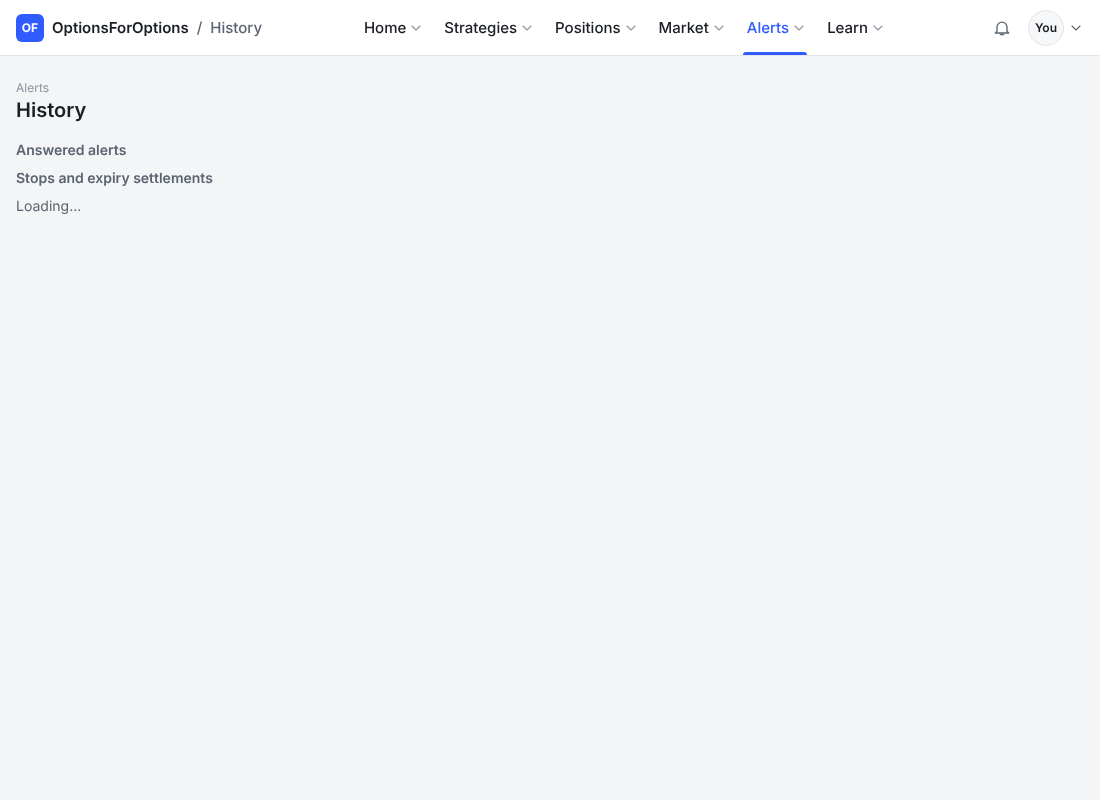 OF OptionsForOptions / History Home Strategies Positions Market Alerts Learn You
Alerts
History
Answered alerts
Stops and expiry settlements
Loading...